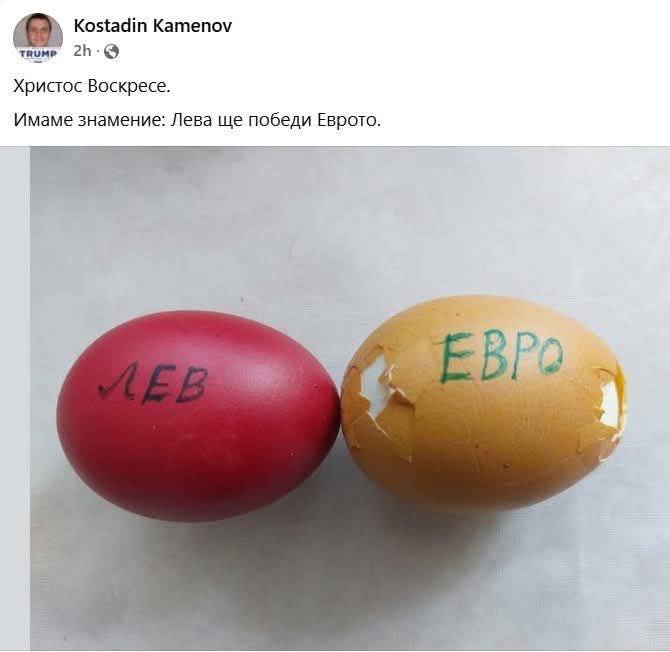 Kostadin Kamenov
2h ·
Христос Воскресе.
Имаме знамение: Лева ще победи Еврото.
TRUMP
ЛЕВ
ЕВРО